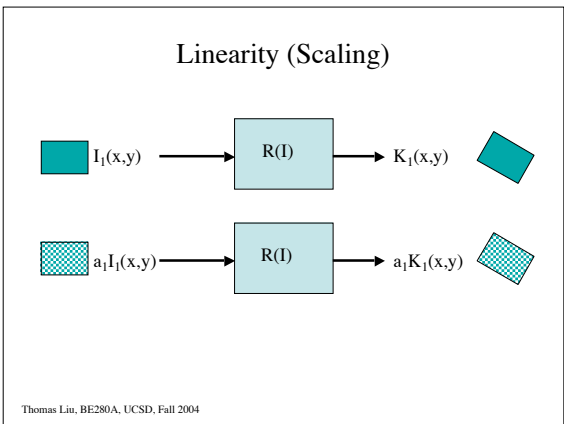 Linearity (Scaling)
I₁(x,y) R(I) K₁(x,y)
a₁I₁(x,y) R(I) a₁K₁(x,y)
Thomas Liu, BE280A, UCSD, Fall 2004